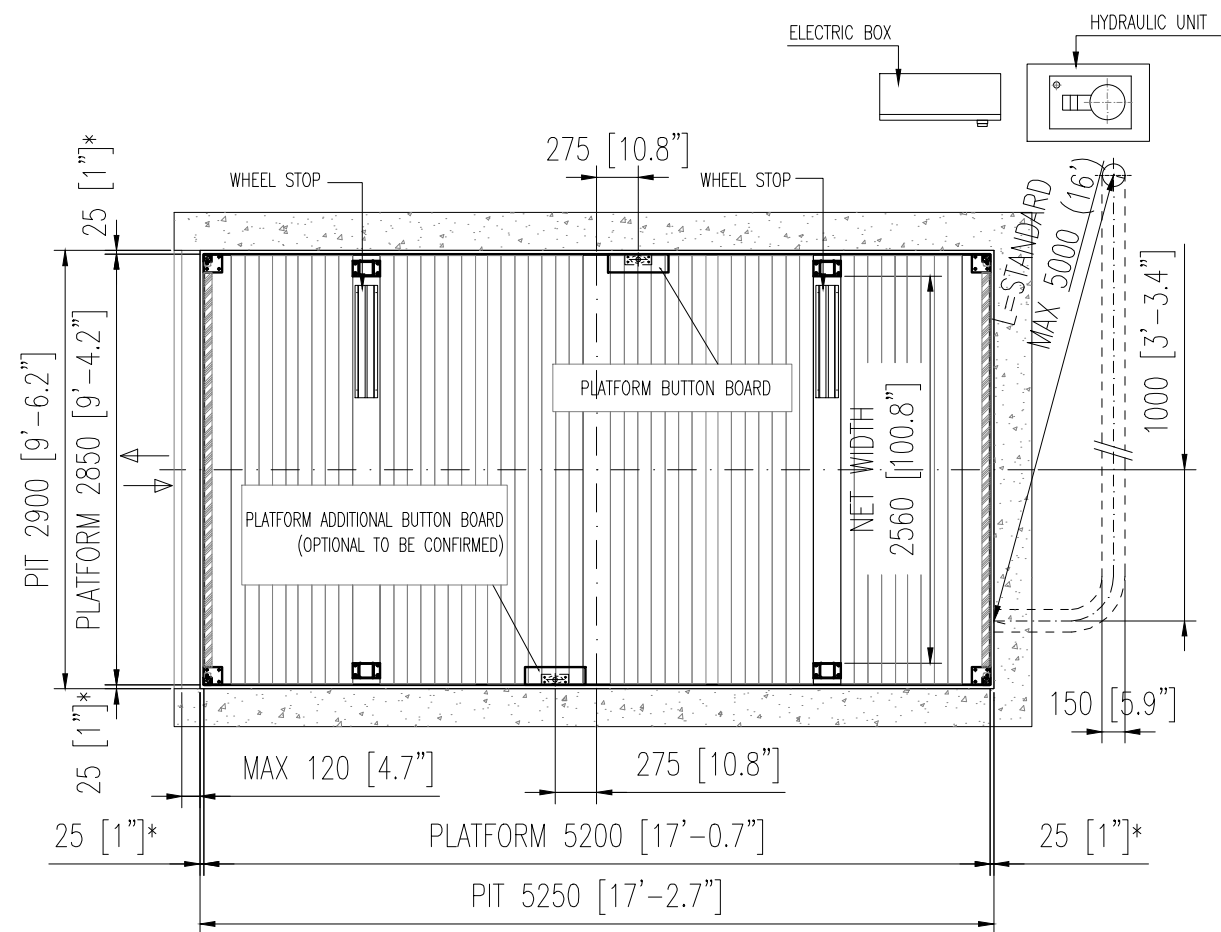 HYDRAULIC UNIT
ELECTRIC BOX
275 [10.8”]
25 [1”]*
WHEEL STOP
WHEEL STOP
L=STANDARD
MAX 5000 (16')
1000 [3'-3.4”]
PIT 2900 [9'-6.2”]
PLATFORM 2850 [9'-4.2”]
PLATFORM BUTTON BOARD
NET WIDTH
2560 [100.8”]
PLATFORM ADDITIONAL BUTTON BOARD
(OPTIONAL TO BE CONFIRMED)
25 [1”]*
150 [5.9”]
MAX 120 [4.7”]
275 [10.8”]
25 [1”]*
PLATFORM 5200 [17'-0.7”]
25 [1”]*
PIT 5250 [17'-2.7”]